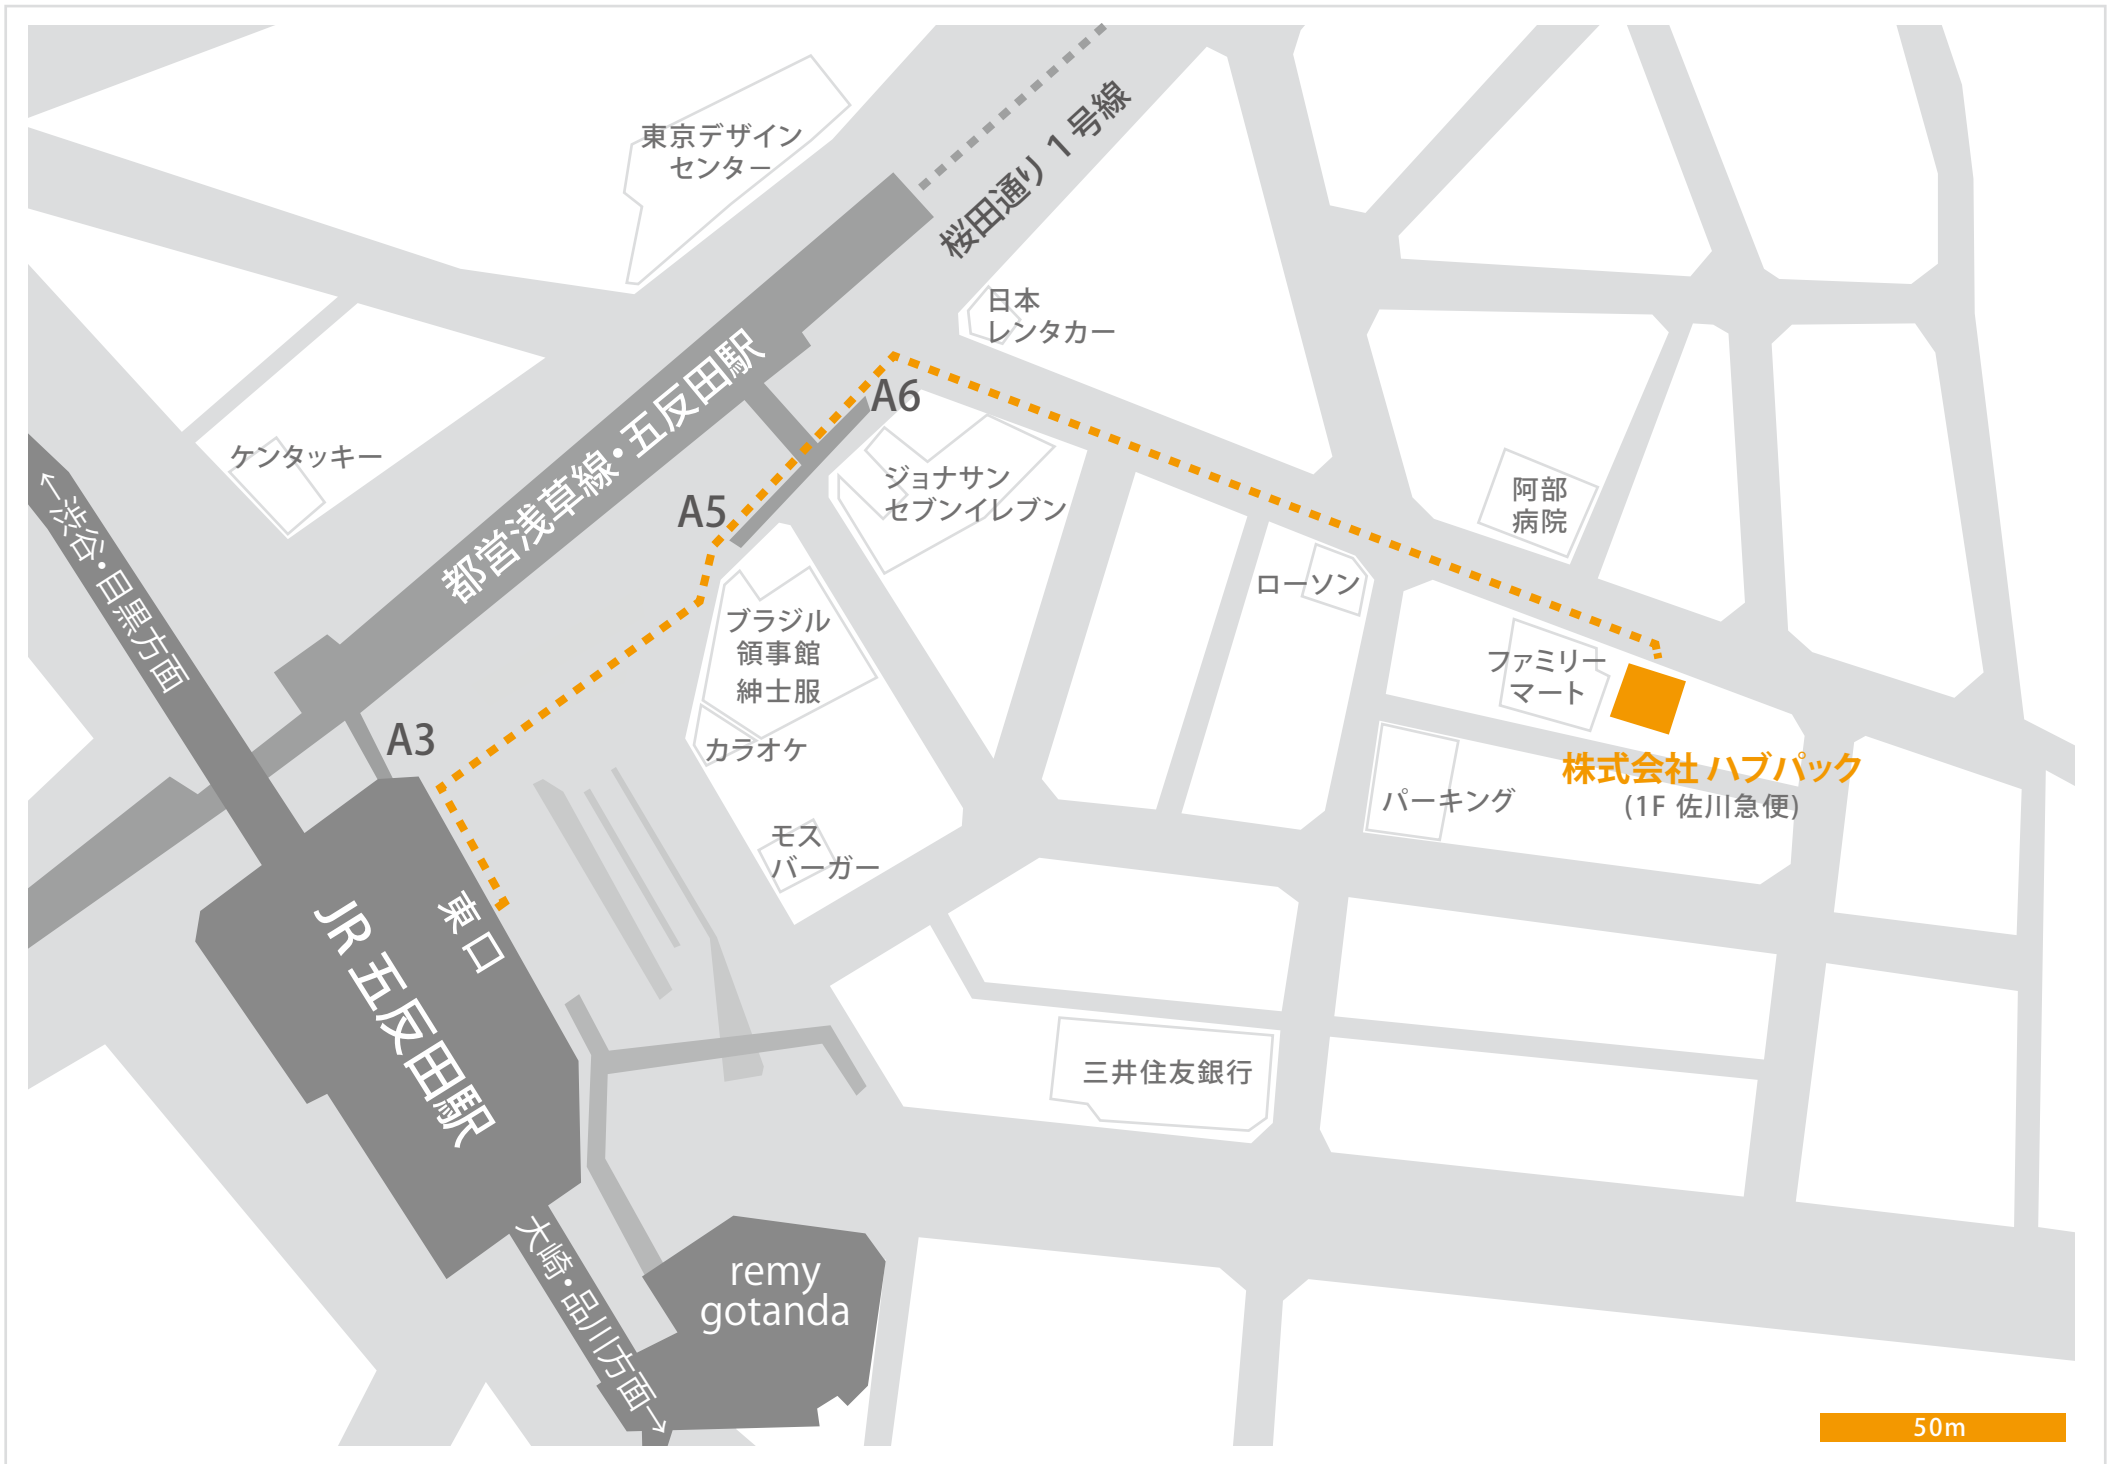 東京デザイン
センター
桜田通り 1 号線
日本
レンタカー
都営浅草線・五反田駅
A6
ケンタッキー
ジョナサン
セブンイレブン
A5
阿部
病院
←渋谷・目黒方面
ローソン
ブラジル
領事館
紳士服
ファミリー
マート
A3
カラオケ
株式会社 ハブパック
(1F 佐川急便)
パーキング
モス
バーガー
東 口
JR 五反田駅
三井住友銀行
大崎・品川方面→
remy
gotanda
50m